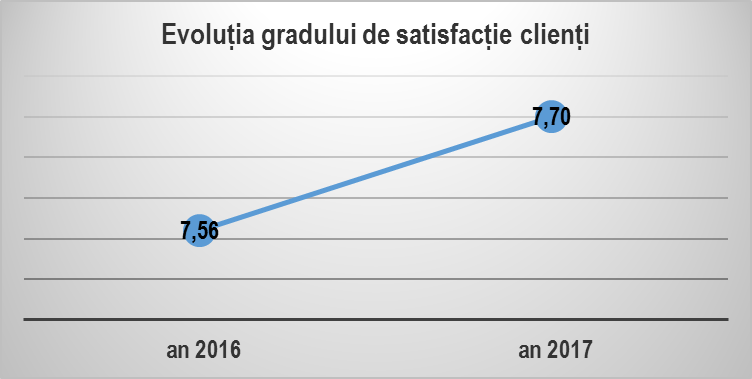 Evoluția gradului de satisfacție clienți
7,70
7,56
an 2016
an 2017